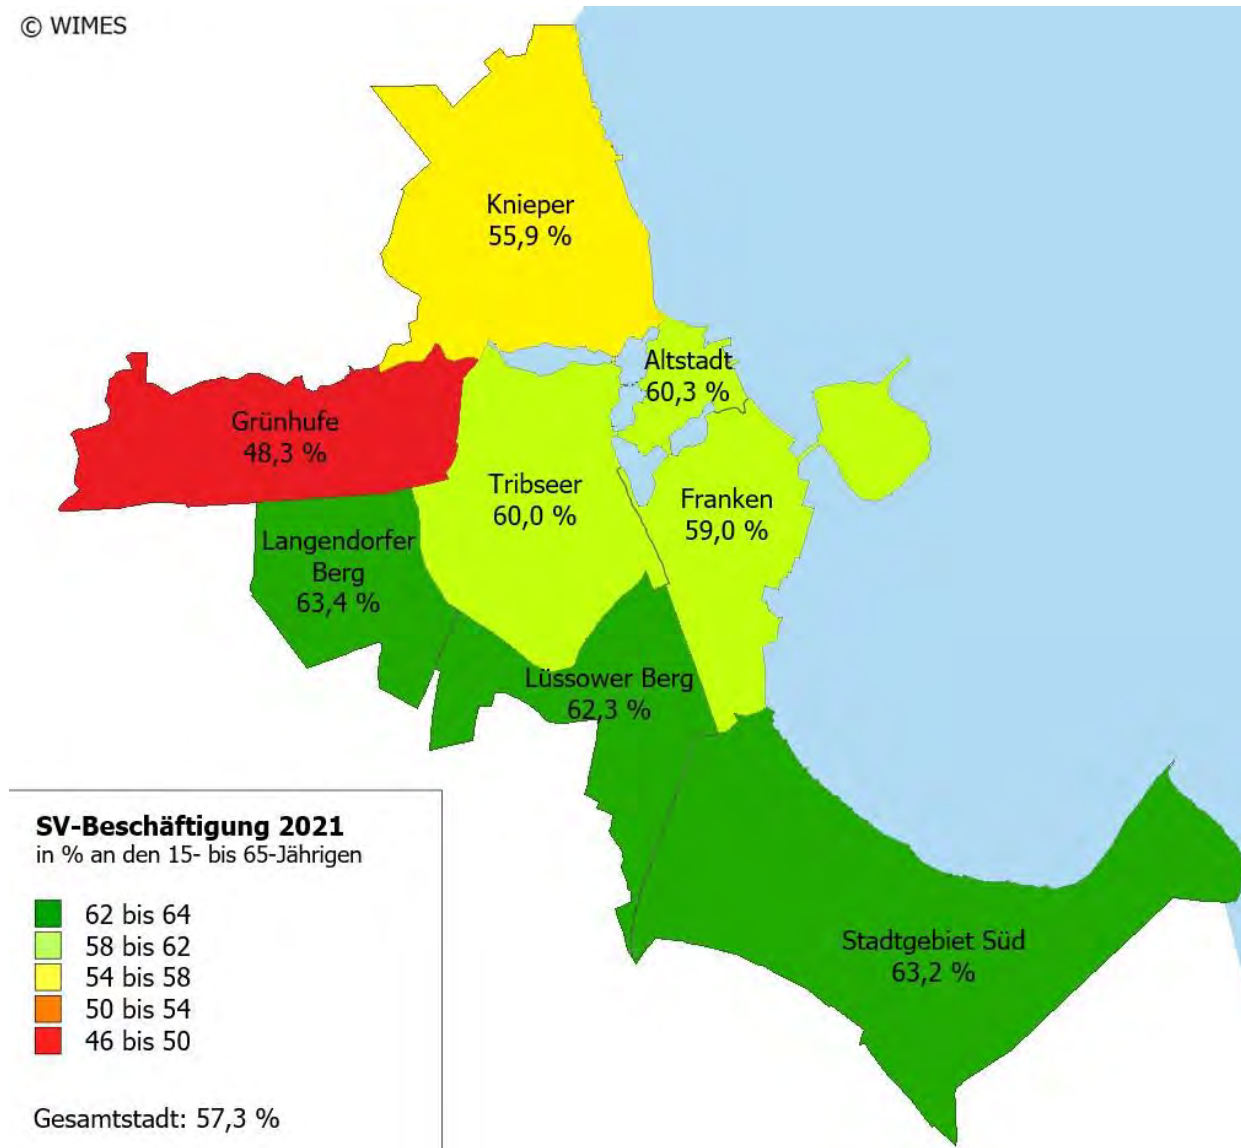 © WIMES
Knieper
55,9 %
Altstadt
60,3 %
Grünhufe
48,3 %
Tribseer
60,0 %
Franken
59,0 %
Langendorfer
Berg
63,4 %
Lüssower Berg
62,3 %
Stadtgebiet Süd
63,2 %
SV-Beschäftigung 2021
in % an den 15- bis 65-Jährigen
62 bis 64
58 bis 62
54 bis 58
50 bis 54
46 bis 50
Gesamtstadt: 57,3 %